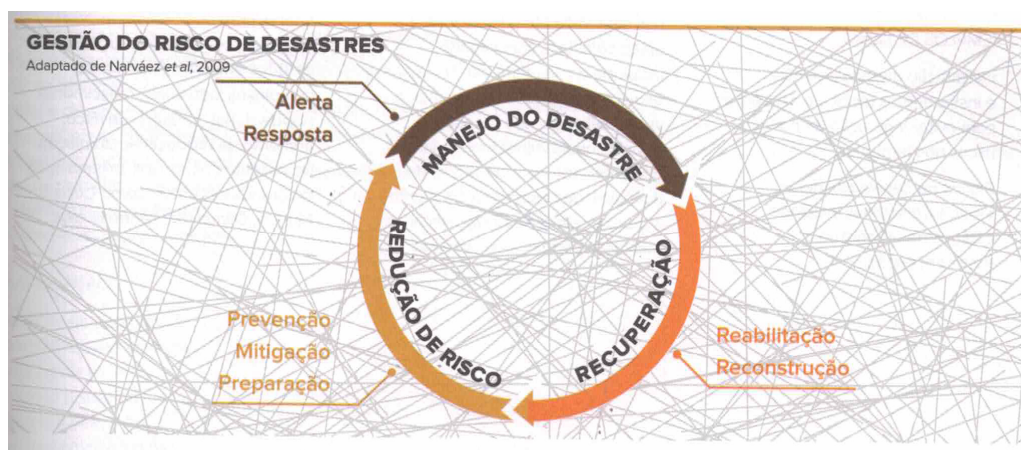 GESTÃO DO RISCO DE DESASTRES
Adaptado de Narváez et al, 2009
Alerta
Resposta
MANEJO DO DESASTRE
REDUÇÃO DE RISCO
RECUPERAÇÃO
Prevenção
Mitigação
Preparação
Reabilitação
Reconstrução